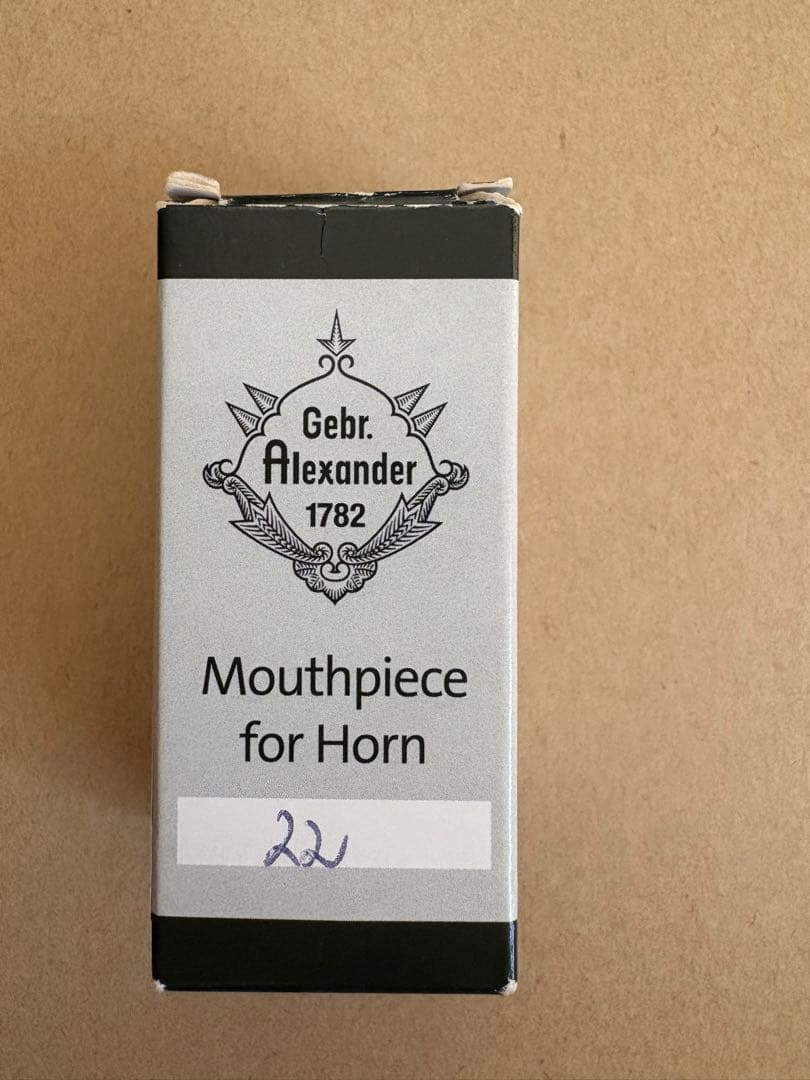 Gebr.
Alexander
1782
Mouthpiece
for Horn
22